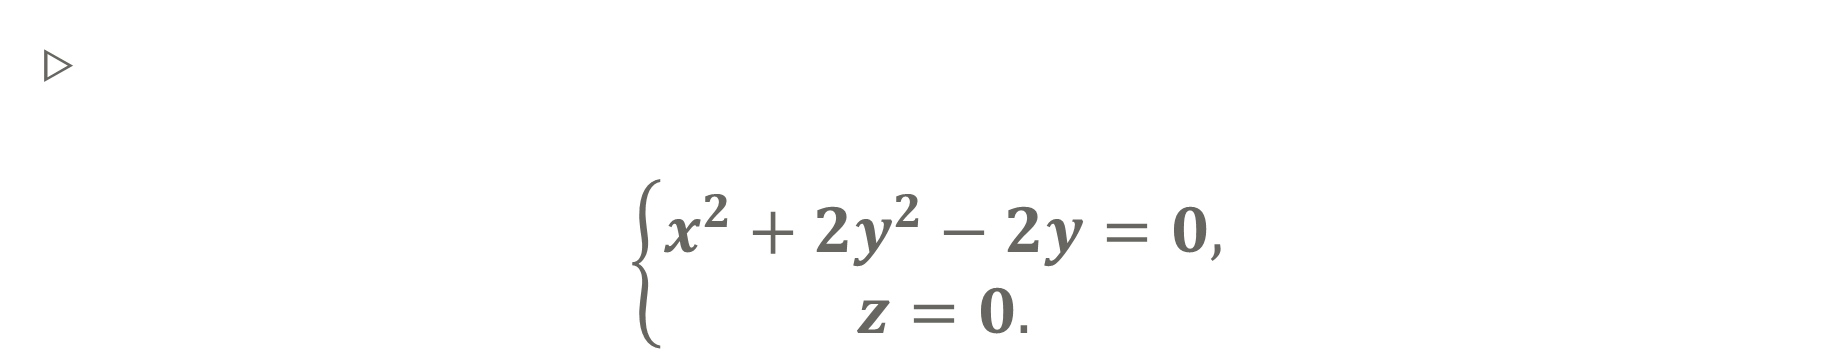 ▷
{x² + 2y² − 2y = 0,
z = 0.